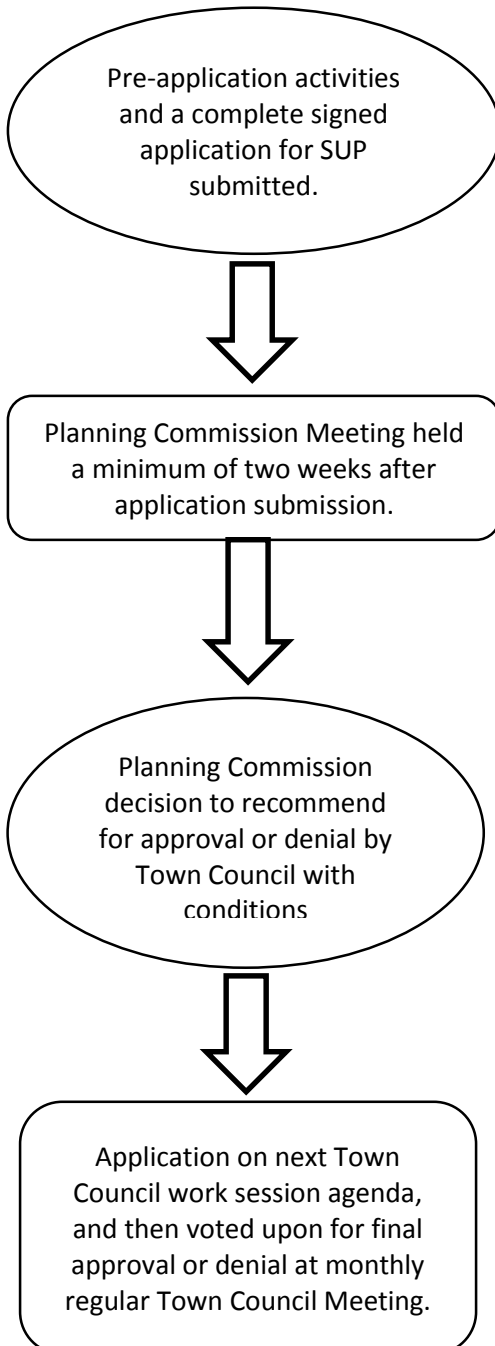 Pre-application activities
and a complete signed
application for SUP
submitted.
Planning Commission Meeting held
a minimum of two weeks after
application submission.
Planning Commission
decision to recommend
for approval or denial by
Town Council with
conditions
Application on next Town
Council work session agenda,
and then voted upon for final
approval or denial at monthly
regular Town Council Meeting.